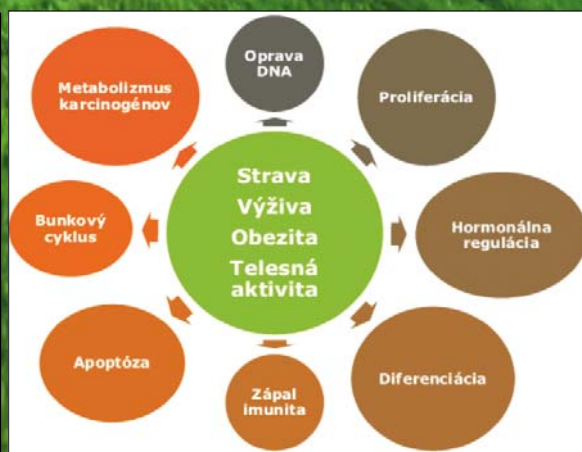 Oprava
DNA
Metabolizmus
karcinogénov
Proliferácia
Strava
Výživa
Obezita
Telesná
aktivita
Bunkový
cyklus
Hormonálna
regulácia
Apoptóza
Diferenciácia
Zápal
imunita